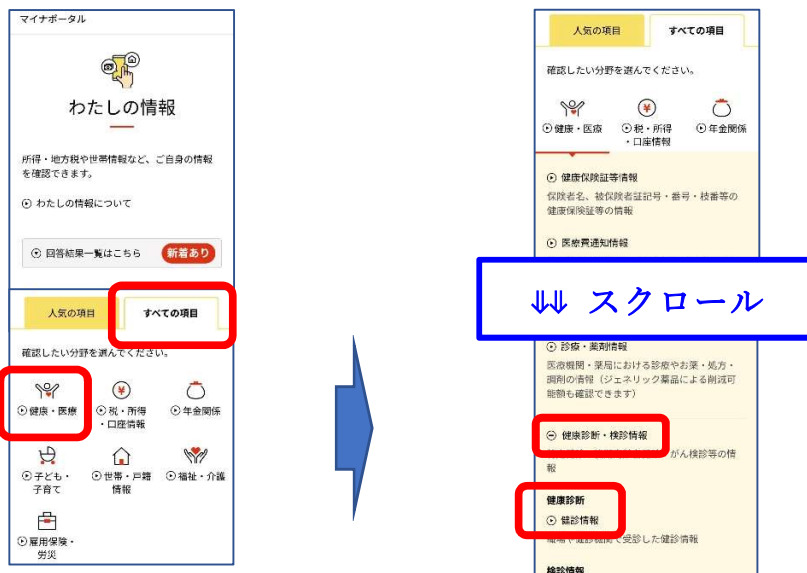 マイナポータル
わたしの情報
所得・地方税や世帯情報など、ご自身の情報
を確認できます。
わたしの情報について
回答結果一覧はこちら 新着あり
人気の項目 すべての項目
確認したい分野を選んでください。
健康・医療 税・所得 年金関係
・口座情報
子ども・ 世帯・戸籍 福祉・介護
子育て 情報
雇用保険・
労災
人気の項目 すべての項目
確認したい分野を選んでください。
健康・医療 税・所得 年金関係
・口座情報
健康保険証等情報
保険者名、被保険者証記号・番号・枝番等の
健康保険証等の情報
医療費通知情報
⇓⇓ スクロール
診療・薬剤情報
医療機関・薬局における診療やお薬・処方・
調剤の情報（ジェネリック薬品による削減可
能額も確認できます）
健康診断・検診情報
がん検診等の情
報
健康診断
健診情報
で受診した健診情報
検診情報